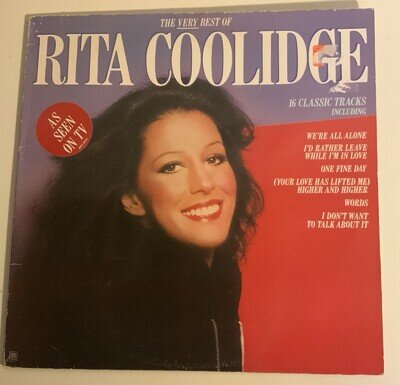 THE VERY BEST OF
RITA COOLIDGE
16 CLASSIC TRACKS
INCLUDING
AS
SEEN
ON TV
WE'RE ALL ALONE
I'D RATHER LEAVE
WHILE I'M IN LOVE
ONE FINE DAY
(YOUR LOVE HAS LIFTED ME)
HIGHER AND HIGHER
WORDS
I DON'T WANT
TO TALK ABOUT IT